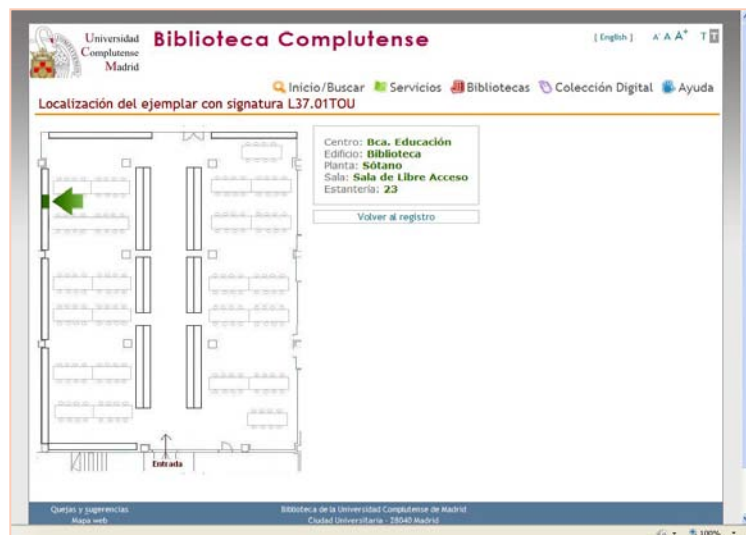 Universidad
Complutense
Madrid
Biblioteca Complutense
[ English ] A- A A+ T T
Inicio/Buscar Servicios Bibliotecas Colección Digital Ayuda
Localización del ejemplar con signatura L37.01TOU
Centro: Bca. Educación
Edificio: Biblioteca
Planta: Sótano
Sala: Sala de Libre Acceso
Estantería: 23
Volver al registro
Entrada
Quejas y sugerencias
Mapa web
Biblioteca de la Universidad Complutense de Madrid
Ciudad Universitaria - 28040 Madrid
100%